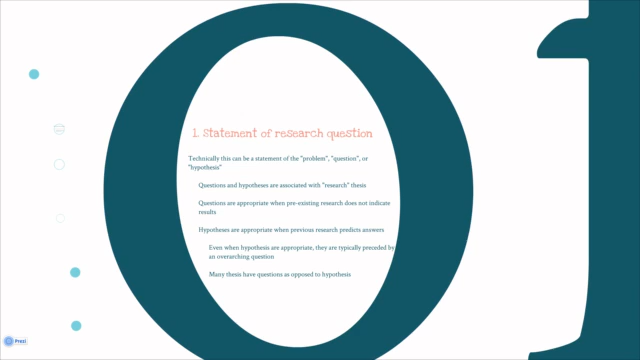 01
1. Statement of research question
Technically this can be a statement of the "problem", "question", or
"hypothesis"
Questions and hypotheses are associated with "research" thesis
Questions are appropriate when pre-existing research does not indicate
results
Hypotheses are appropriate when previous research predicts answers
Even when hypothesis are appropriate, they are typically preceded by
an overarching question
Many thesis have questions as opposed to hypothesis
Prezi